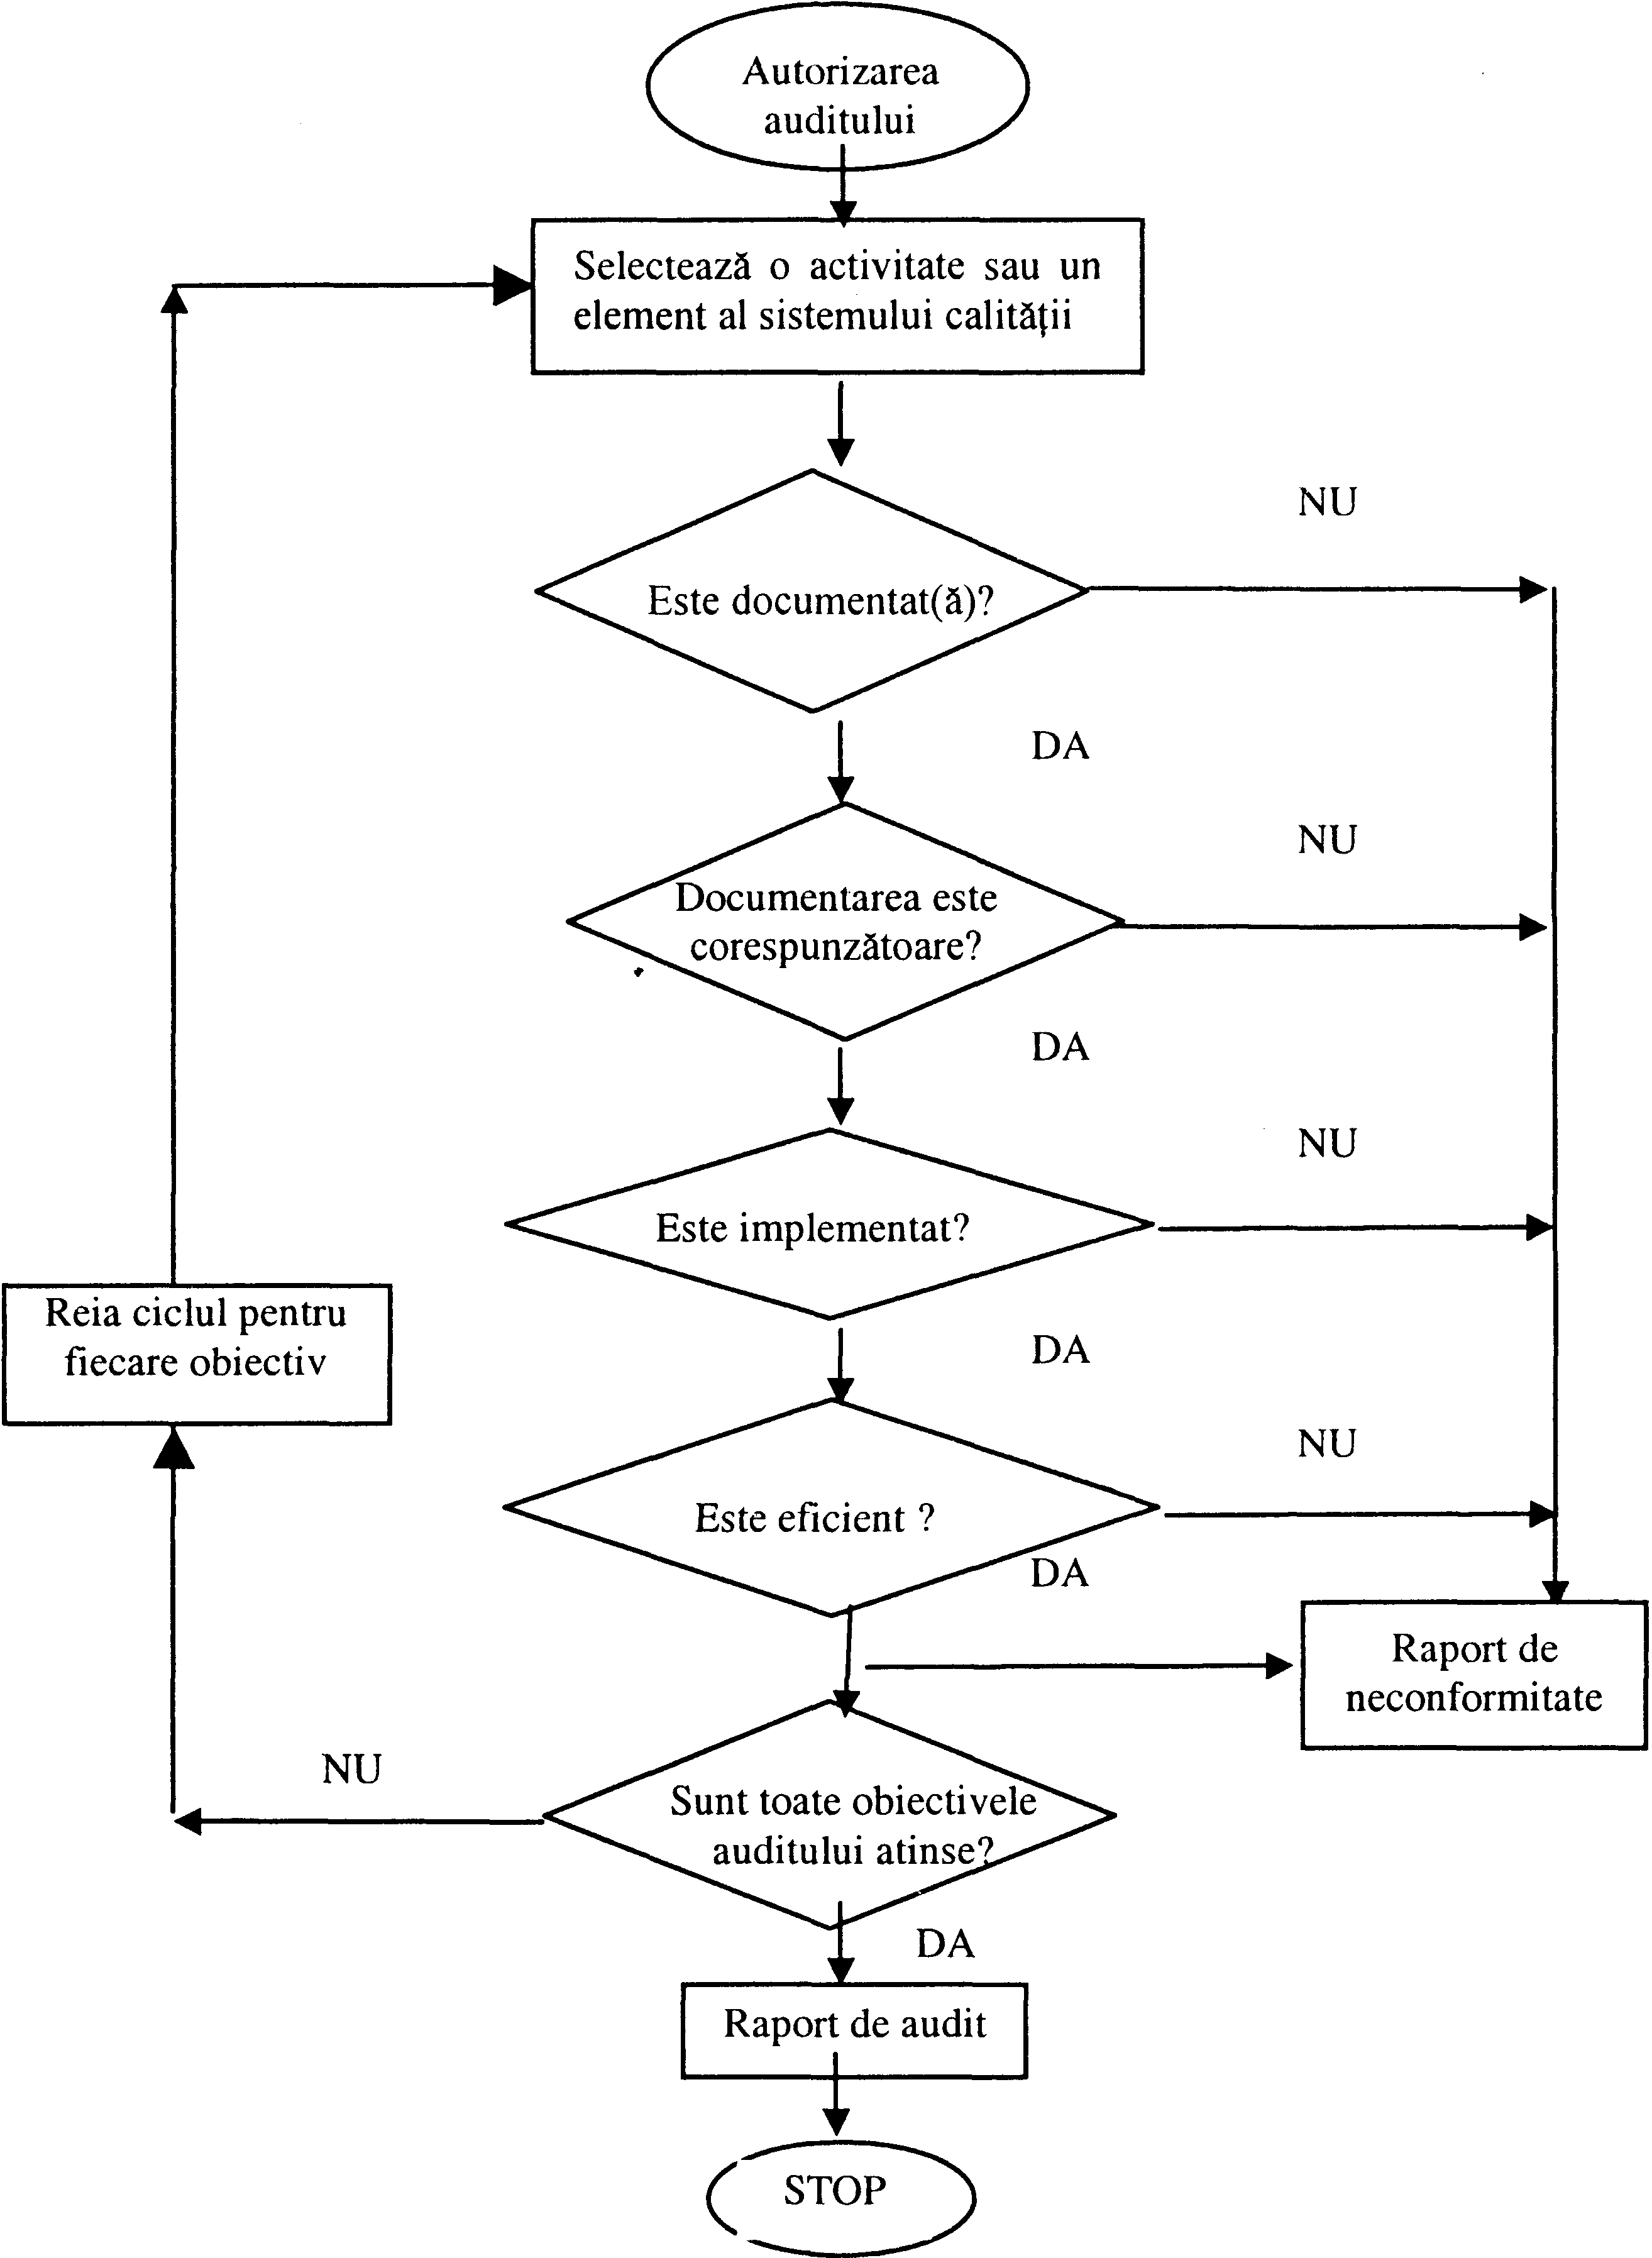 Autorizarea
auditului
Selectează o activitate sau un
element al sistemului calității
NU
Este documentat(ă)?
DA
NU
Documentarea este
corespunzătoare?
DA
NU
Este implementat?
Reia ciclul pentru
fiecare obiectiv
DA
NU
Este eficient ?
DA
Raport de
neconformitate
NU
Sunt toate obiectivele
auditului atinse?
DA
Raport de audit
STOP